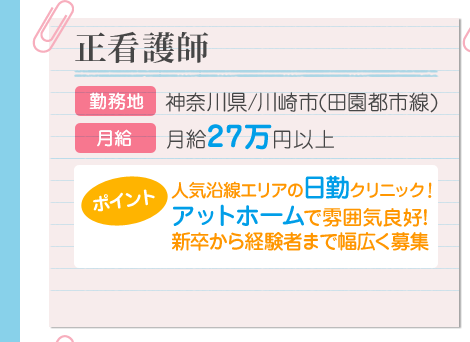 正看護師
勤務地 神奈川県/川崎市(田園都市線)
月給 月給27万円以上
ポイント
人気沿線エリアの日勤クリニック!
アットホームで雰囲気良好!
新卒から経験者まで幅広く募集